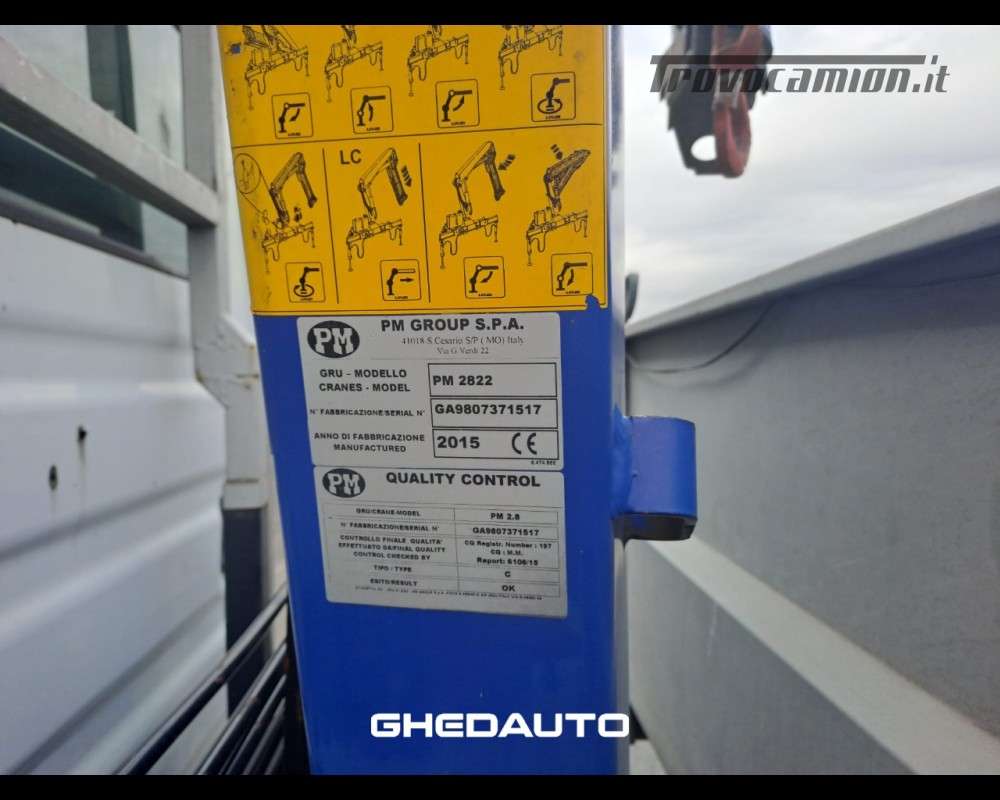 Trovocamion.it
LC
PM
PM GROUP S.P.A.
41018 S.Cesario S/P ( MO) Italy
Via G Verdi 22
GRU - MODELLO
CRANES - MODEL
PM 2822
N° FABBRICAZIONE/SERIAL N°
GA9807371517
ANNO DI FABBRICAZIONE
MANUFACTURED
2015 CE
PM
QUALITY CONTROL
GRU/CRANE-MODEL
PM 2.8
N° FABBRICAZIONE/SERIAL N°
GA9807371517
CONTROLLO FINALE QUALITA'
EFFETTUATO DA/FINAL QUALITY
CONTROL CHECKED BY
CQ Registr. Number : 197
CQ : M.M.
Report: 6106/15
TIPO / TYPE
C
ESITO/RESULT
OK
GHEDAUTO